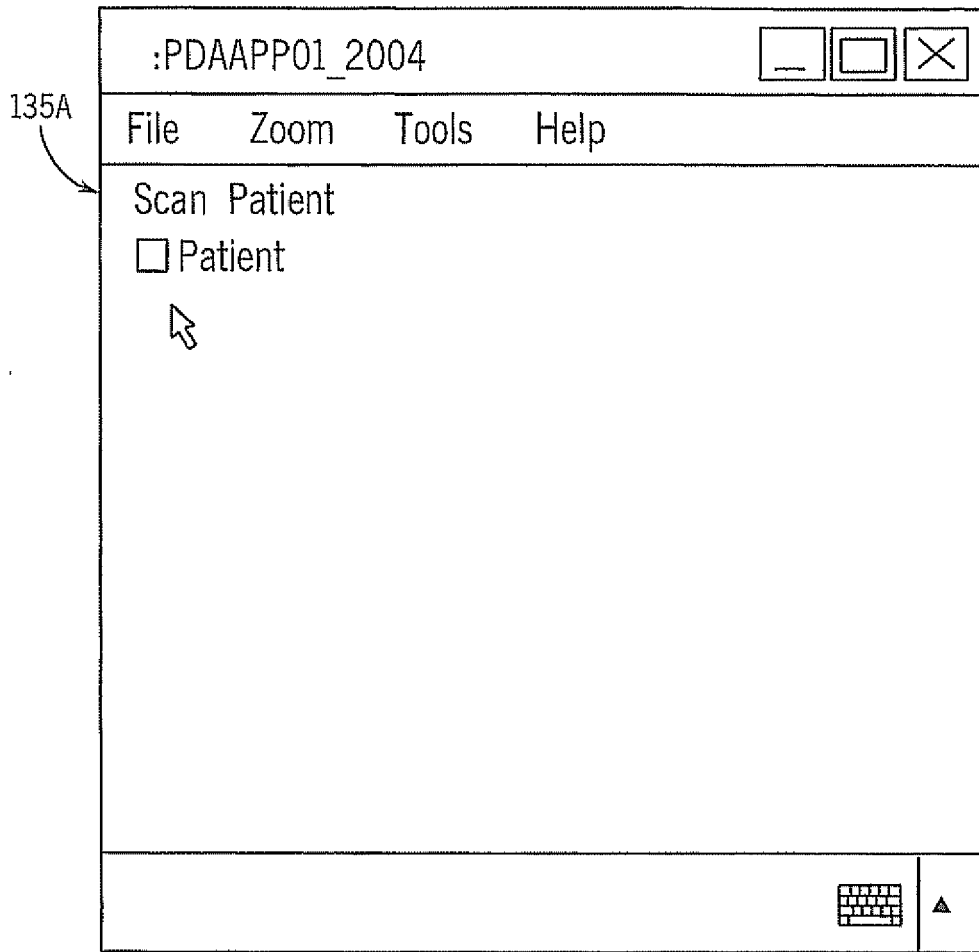 :PDAAPP01_2004
135A
File Zoom Tools Help
Scan Patient
Patient